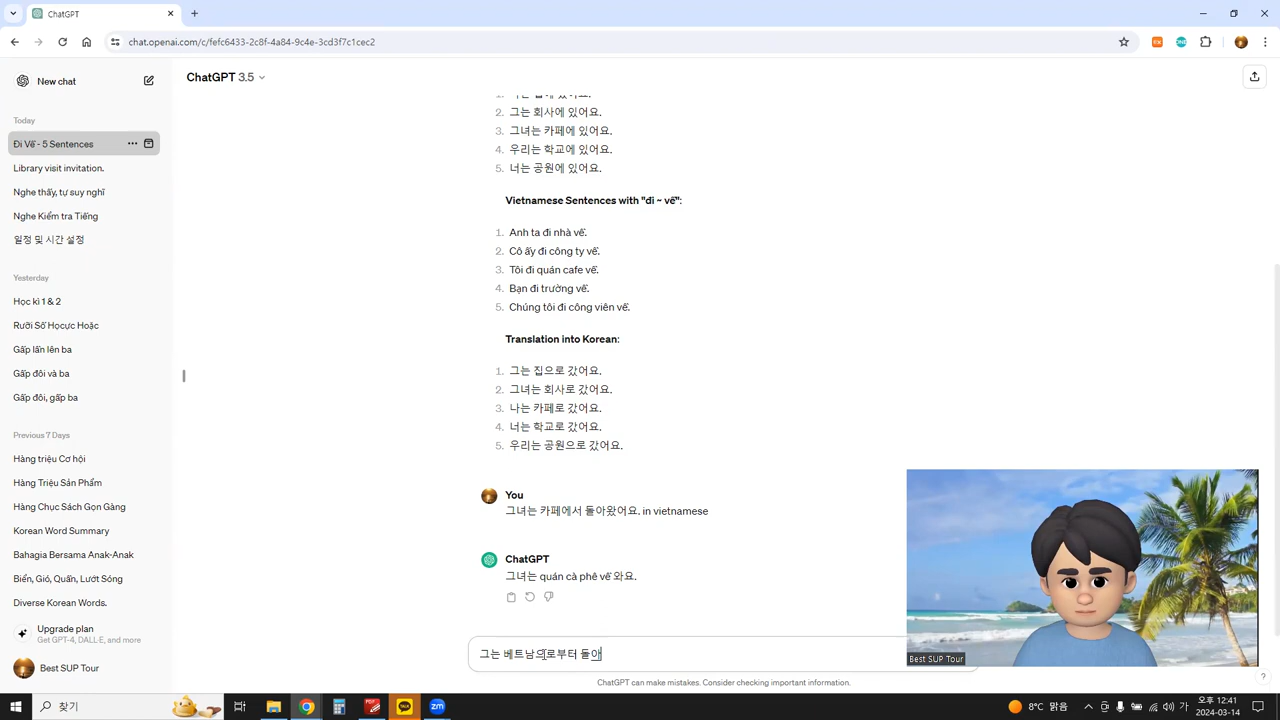 ChatGPT
chat.openai.com/c/fefc6433-2c8f-4a84-9c4e-3cd3f7c1cec2
New chat
ChatGPT 3.5
Today
Đi Về - 5 Sentences
Library visit invitation.
Nghe thấy, tự suy nghĩ
Nghe Kiểm tra Tiếng
일정 및 시간 설정
Yesterday
Học kì 1 & 2
Rưỡi Số Họcực Hoặc
Gấp lần lên ba
Gấp đôi và ba
Gấp đôi, gấp ba
Previous 7 Days
Hàng triệu Cơ hội
Hàng Triệu Sản Phẩm
Hàng Chục Sách Gọn Gàng
Korean Word Summary
Bahagia Bersama Anak-Anak
Biển, Gió, Quấn, Lướt Sóng
Diverse Korean Words.
Upgrade plan
Get GPT-4, DALL·E, and more
Best SUP Tour
2. 그는 회사에 있어요.
3. 그녀는 카페에 있어요.
4. 우리는 학교에 있어요.
5. 너는 공원에 있어요.
Vietnamese Sentences with "đi ~ về":
1. Anh ta đi nhà về.
2. Cô ấy đi công ty về.
3. Tôi đi quán cafe về.
4. Bạn đi trường về.
5. Chúng tôi đi công viên về.
Translation into Korean:
1. 그는 집으로 갔어요.
2. 그녀는 회사로 갔어요.
3. 나는 카페로 갔어요.
4. 너는 학교로 갔어요.
5. 우리는 공원으로 갔어요.
You
그녀는 카페에서 돌아왔어요. in vietnamese
ChatGPT
그녀는 quán cà phê về 와요.
그는 베트남으로부터 돌아
ChatGPT can make mistakes. Consider checking important information.
?
Best SUP Tour
찾기
TALK
zm
8°C 맑음
가
오후 12:41
2024-03-14